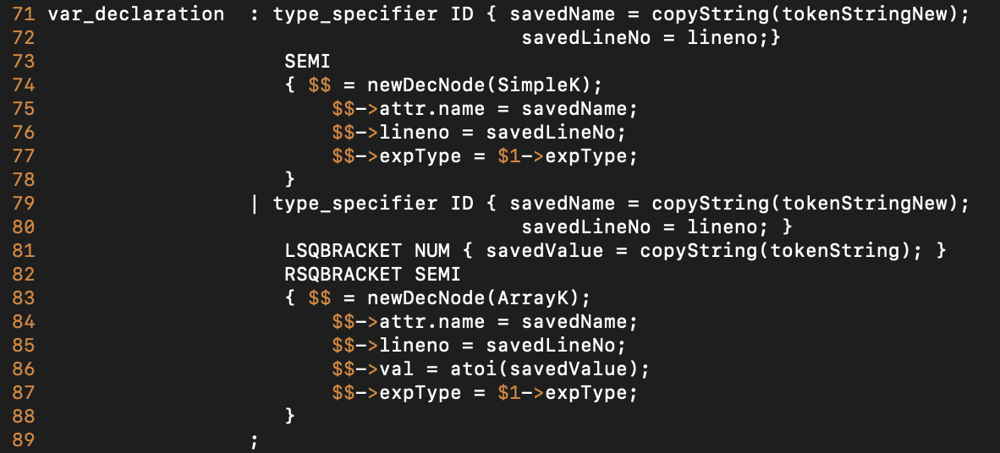 71 var_declaration  : type_specifier ID { savedName = copyString(tokenStringNew);
72                                         savedLineNo = lineno;}
73                     SEMI
74                     { $$ = newDecNode(SimpleK);
75                         $$->attr.name = savedName;
76                         $$->lineno = savedLineNo;
77                         $$->expType = $1->expType;
78                     }
79                  | type_specifier ID { savedName = copyString(tokenStringNew);
80                                         savedLineNo = lineno; }
81                     LSQBRACKET NUM { savedValue = copyString(tokenString); }
82                     RSQBRACKET SEMI
83                     { $$ = newDecNode(ArrayK);
84                         $$->attr.name = savedName;
85                         $$->lineno = savedLineNo;
86                         $$->val = atoi(savedValue);
87                         $$->expType = $1->expType;
88                     }
89                  ;